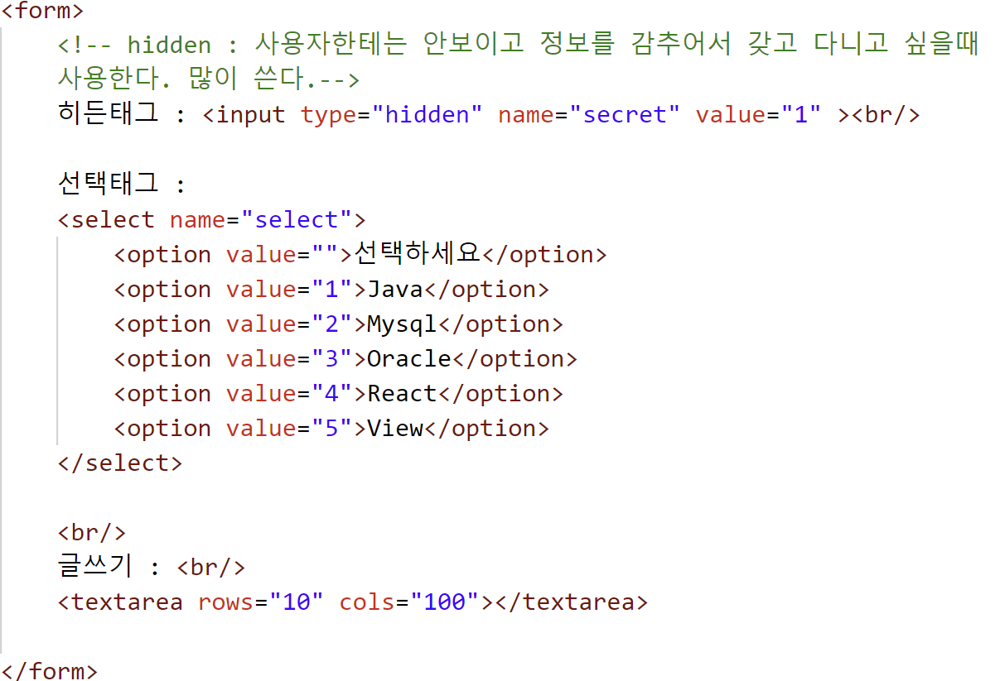 <form>
<!-- hidden : 사용자한테는 안보이고 정보를 감추어서 갖고 다니고 싶을때
사용한다. 많이 쓴다.-->
히든태그 : <input type="hidden" name="secret" value="1" ><br/>
선택태그 :
<select name="select">
<option value="">선택하세요</option>
<option value="1">Java</option>
<option value="2">Mysql</option>
<option value="3">Oracle</option>
<option value="4">React</option>
<option value="5">View</option>
</select>
<br/>
글쓰기 : <br/>
<textarea rows="10" cols="100"></textarea>
</form>